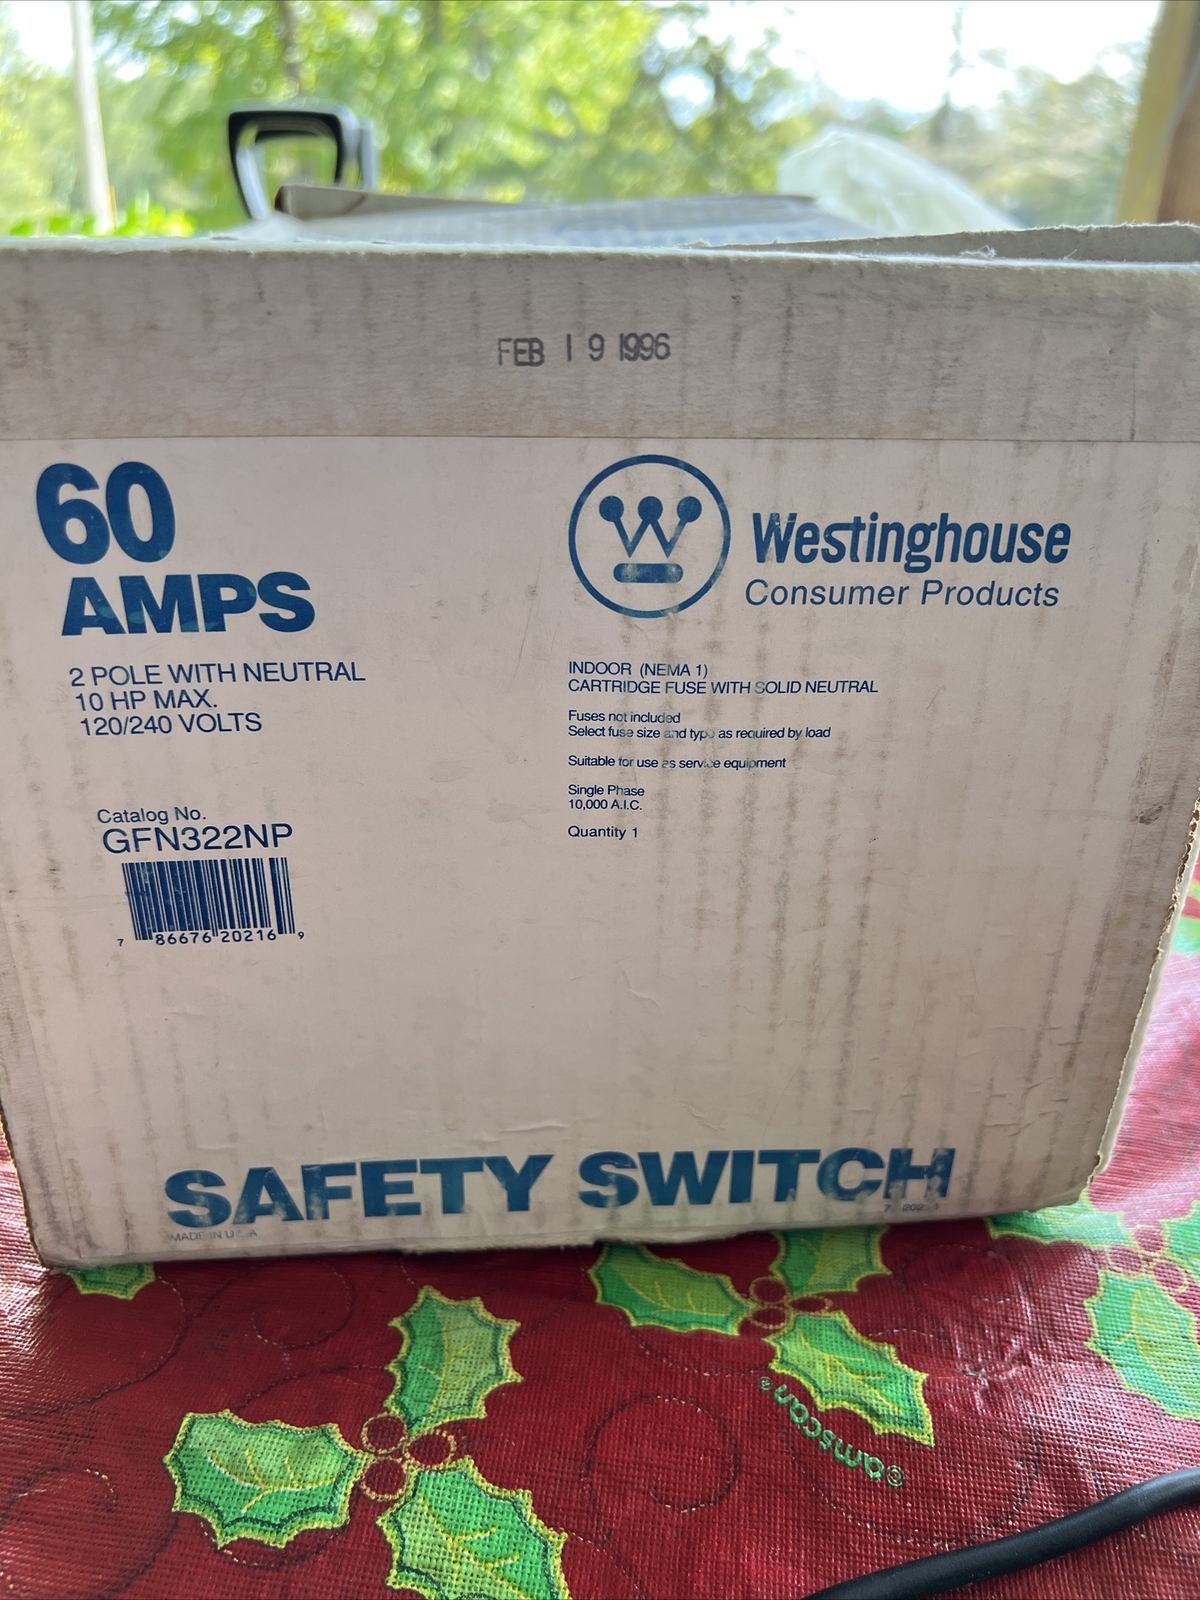 FEB 19 1996
60
AMPS
2 POLE WITH NEUTRAL
10 HP MAX.
120/240 VOLTS
Catalog No.
GFN322NP
7 86676 20216 9
W
Westinghouse
Consumer Products
INDOOR (NEMA 1)
CARTRIDGE FUSE WITH SOLID NEUTRAL
Fuses not included
Select fuse size and type as required by load
Suitable for use as service equipment
Single Phase
10,000 A.I.C.
Quantity 1
SAFETY SWITCH
MADE IN U.S.A
©amscan®